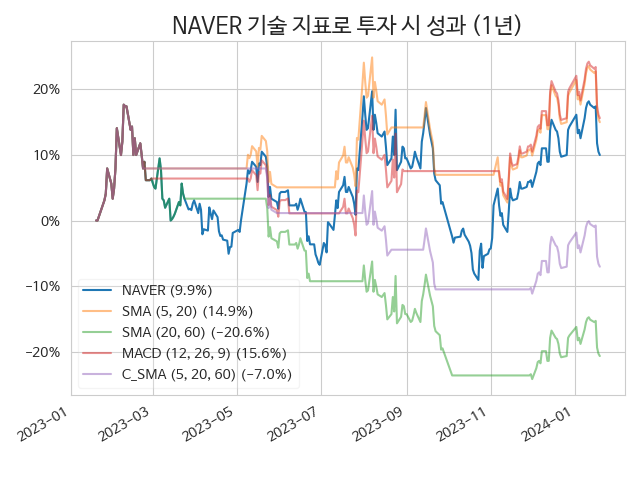 NAVER 기술 지표로 투자 시 성과 (1년)
20%
10%
0%
−10%
−20%
NAVER (9.9%)
SMA (5, 20) (14.9%)
SMA (20, 60) (−20.6%)
MACD (12, 26, 9) (15.6%)
C_SMA (5, 20, 60) (−7.0%)
2023−01
2023−03
2023−05
2023−07
2023−09
2023−11
2024−01